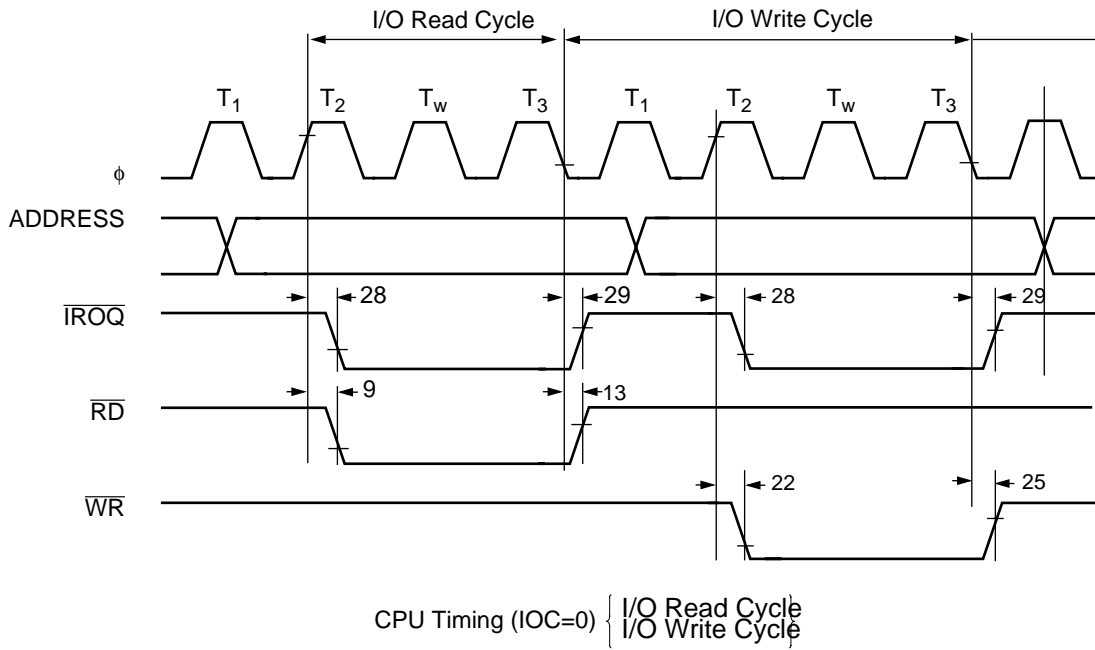 I/O Read Cycle I/O Write Cycle
T1 T2 Tw T3 T1 T2 Tw T3
ϕ
ADDRESS
28 29 28 29
IROQ
9 13
RD
22 25
WR
CPU Timing (IOC=0) { I/O Read Cycle }
I/O Write Cycle